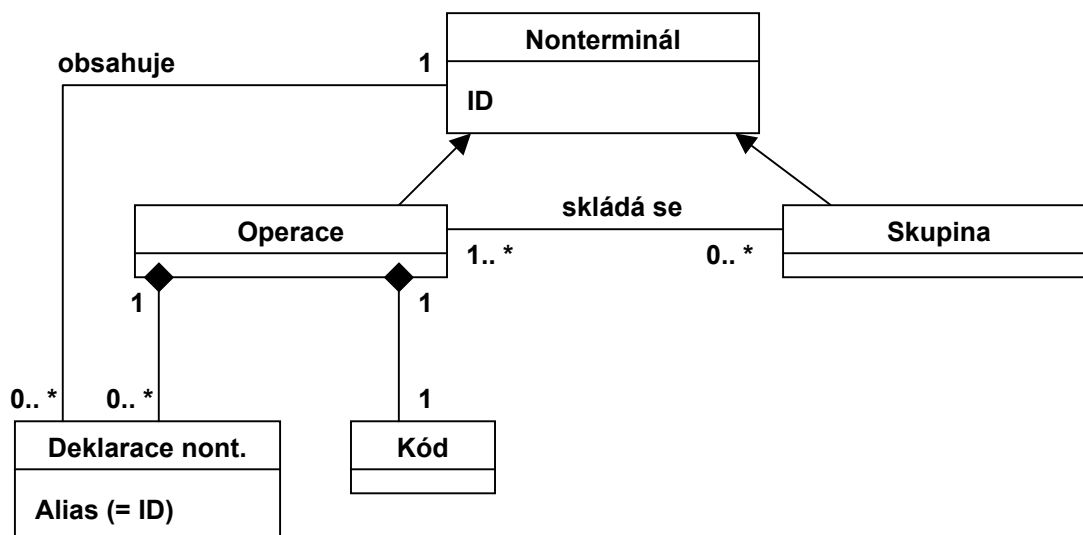 Nonterminál
obsahuje
1
ID
Operace
skládá se
Skupina
1.. *
0.. *
1
1
0.. *
0.. *
1
Deklarace nont.
Kód
Alias (= ID)